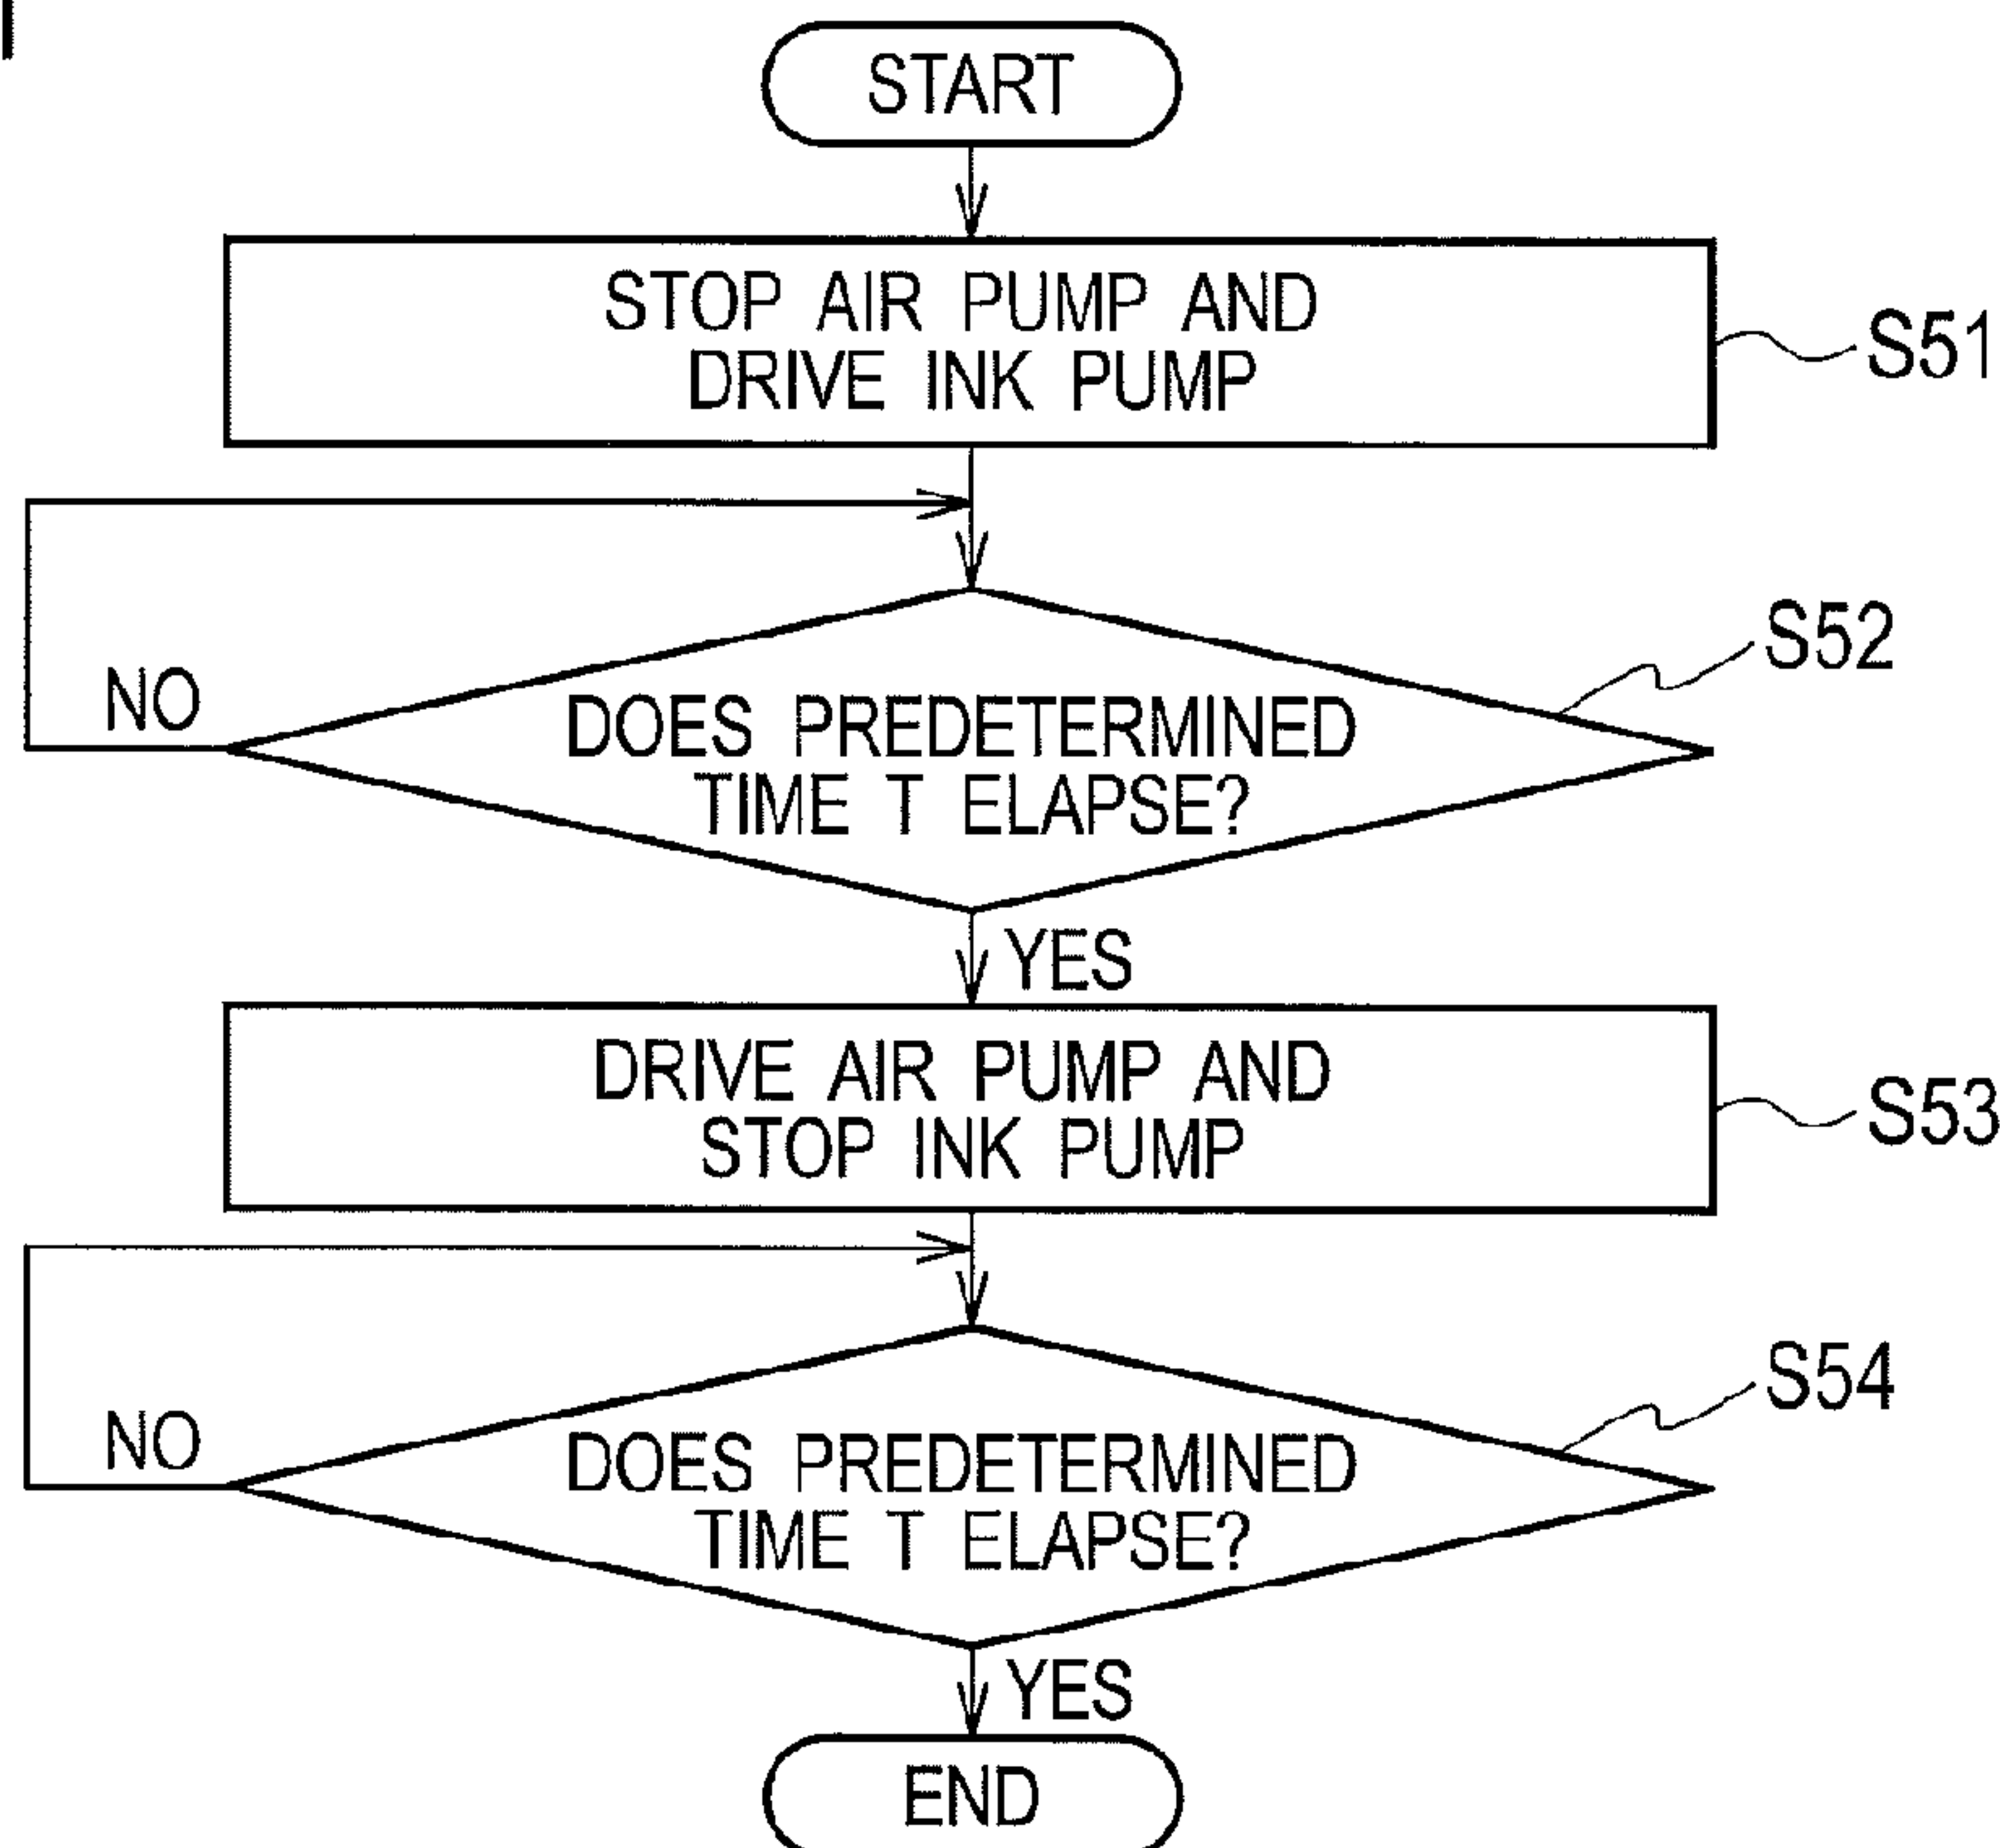 START
STOP AIR PUMP AND
DRIVE INK PUMP
S51
S52
NO
DOES PREDETERMINED
TIME T ELAPSE?
YES
DRIVE AIR PUMP AND
STOP INK PUMP
S53
S54
NO
DOES PREDETERMINED
TIME T ELAPSE?
YES
END